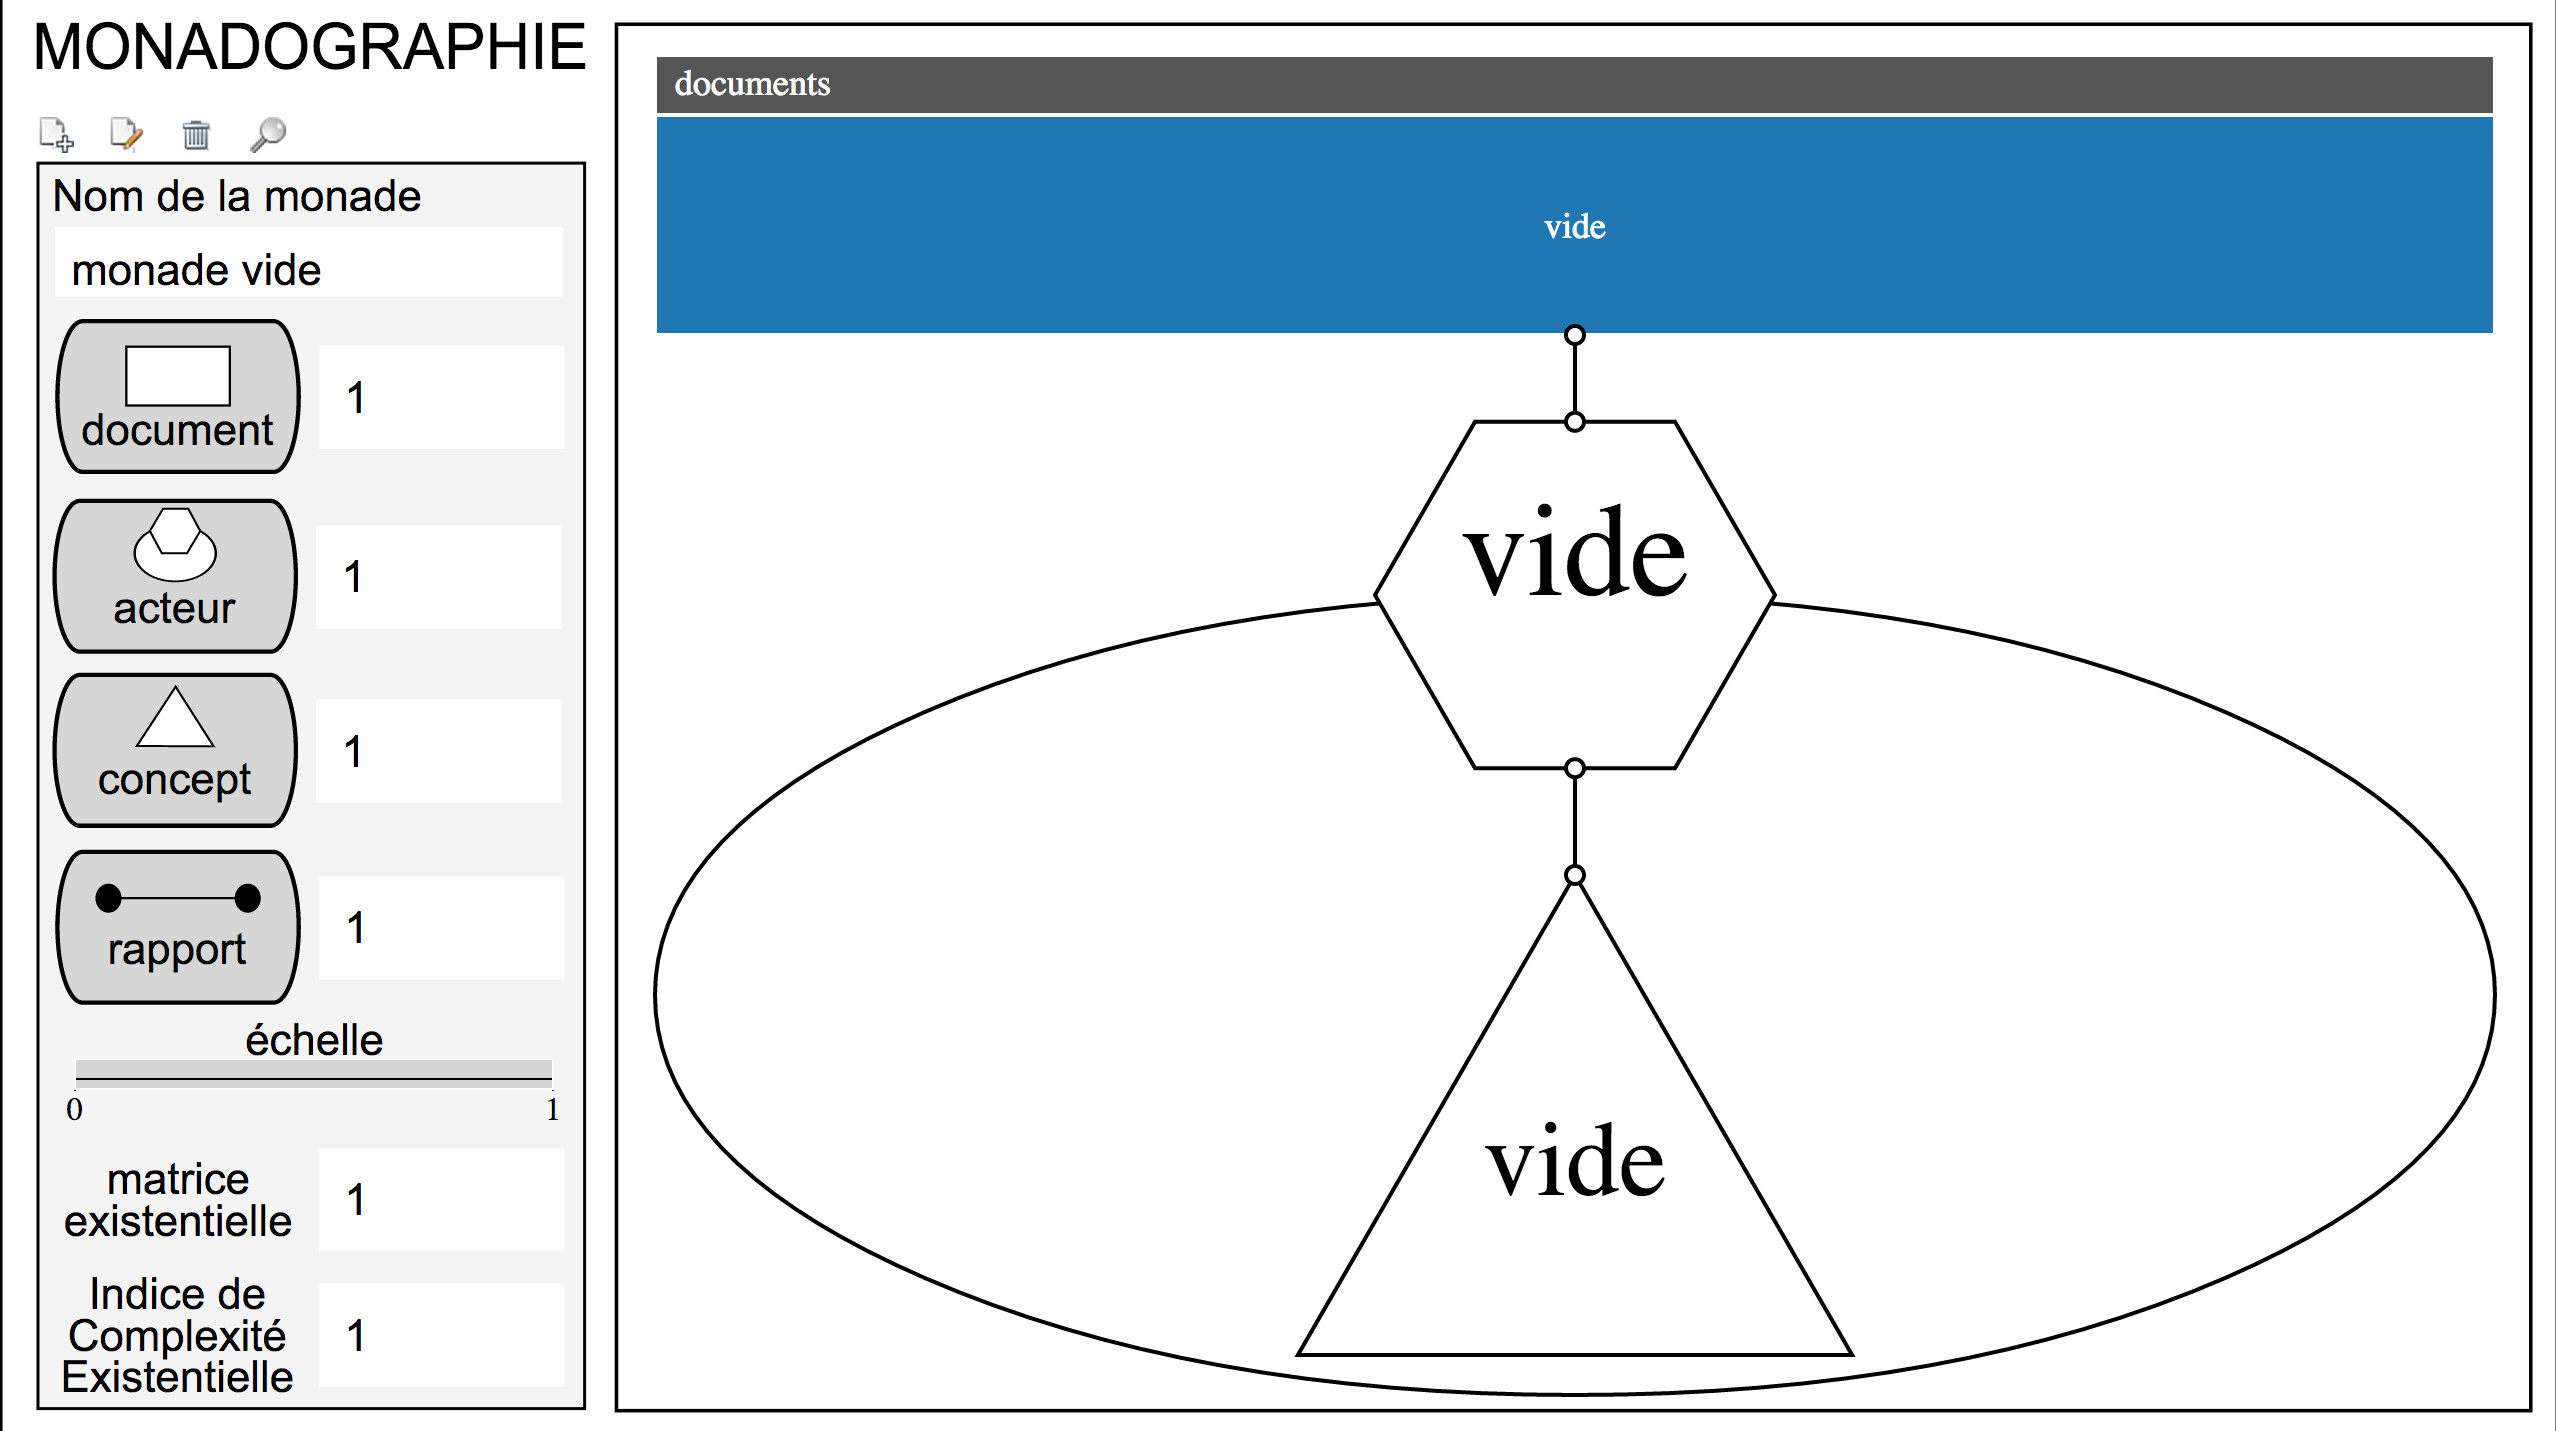 MONADOGRAPHIE
Nom de la monade
monade vide
document
1
acteur
1
concept
1
rapport
1
échelle
0
1
matrice
existentielle
1
Indice de
Complexité
Existentielle
1
documents
vide
vide
vide